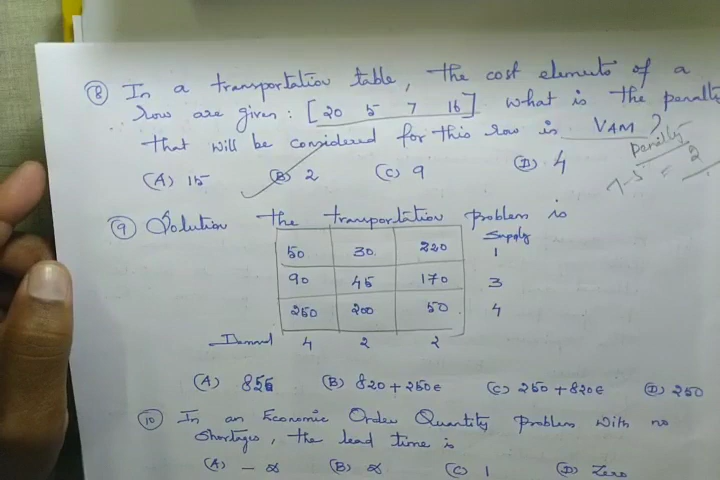 ⑧ In a transportation table, the cost elements of a
row are given: [20 5 7 16] what is the penalty
that will be considered for this row in VAM?
Penalty
7-5 = 2
(A) 15 (B) 2 (C) 9 (D) 4
⑨ Solution the transportation problem is
Supply
50 30 220 1
90 45 170 3
250 200 50 4
Demand 4 2 2
(A) 855 (B) 820+250ε (C) 250+820ε (D) 250
⑩ In an Economic Order Quantity problem with no
shortages, the lead time is
(A) -∞ (B) ∞ (C) 1 (D) Zero